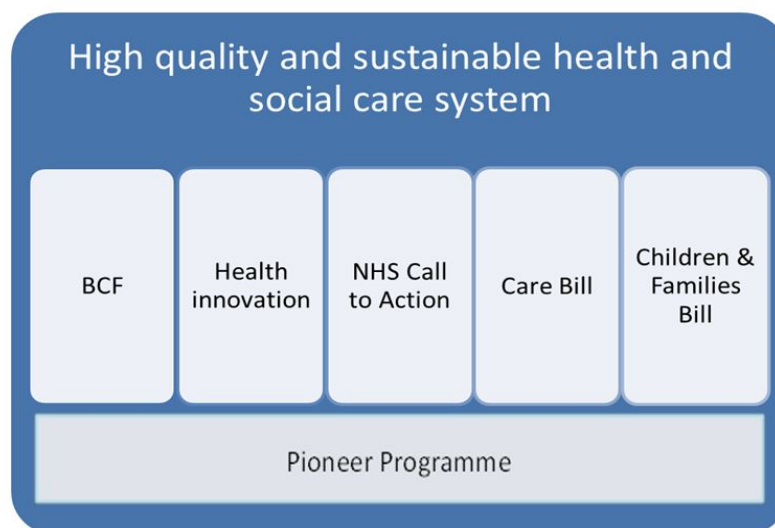 High quality and sustainable health and
social care system
BCF
Health
innovation
NHS Call
to Action
Care Bill
Children &
Families
Bill
Pioneer Programme